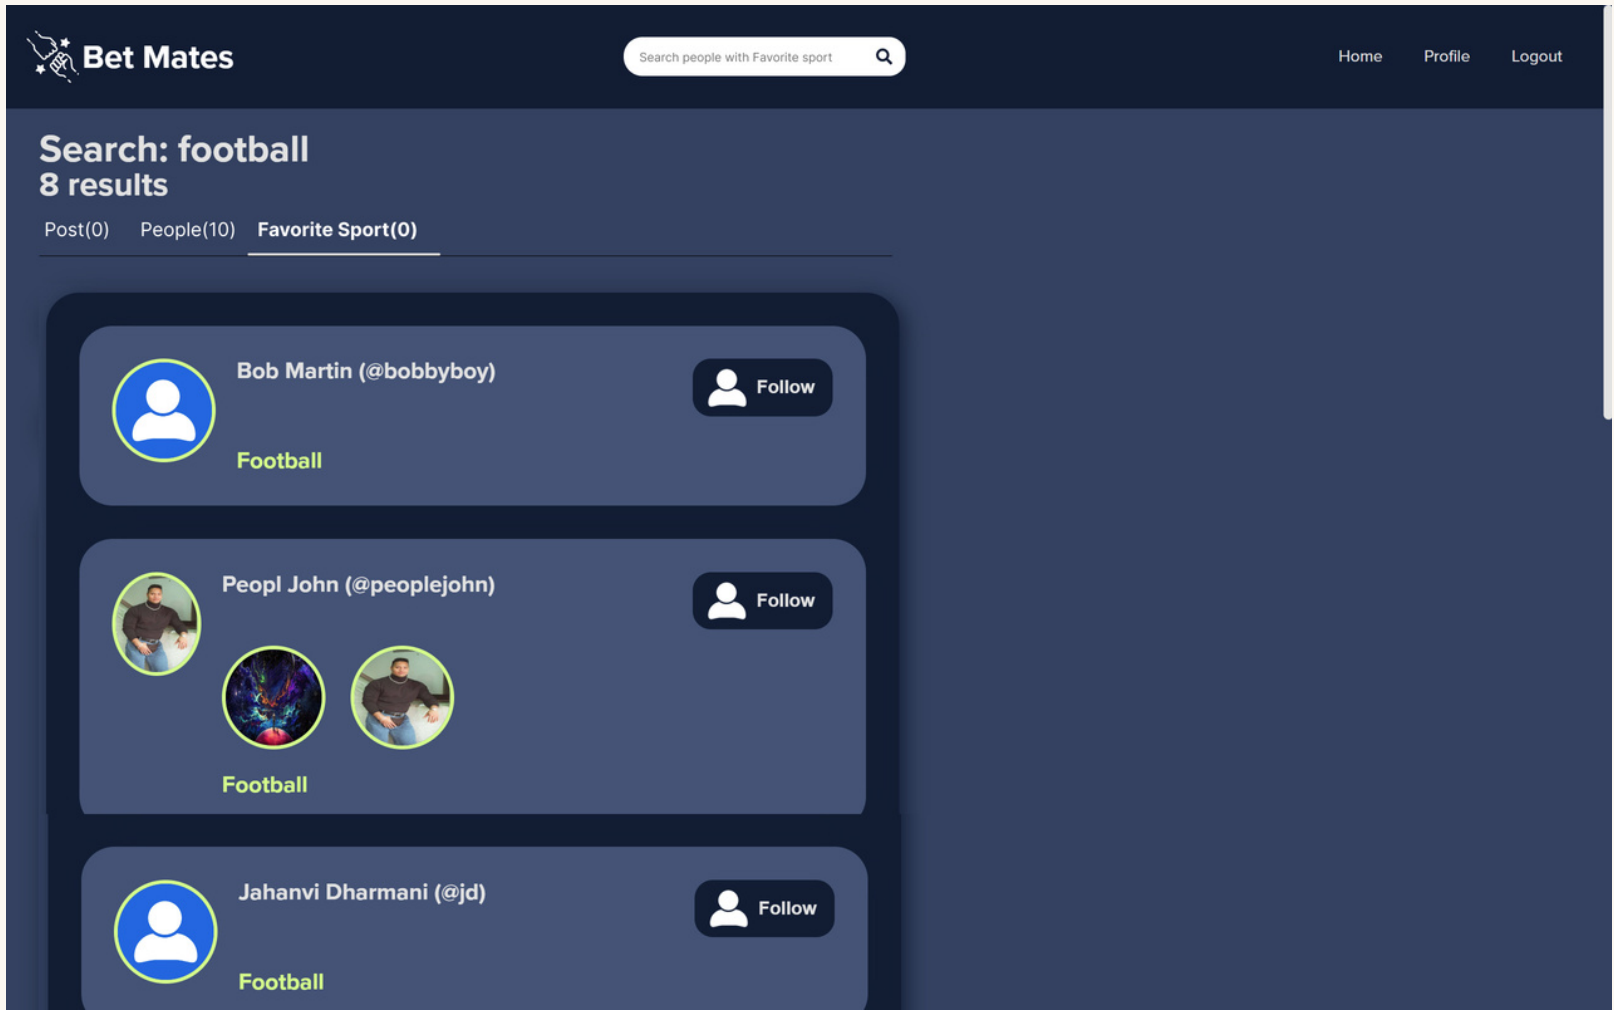 Bet Mates
Search people with Favorite sport
Home Profile Logout
Search: football
8 results
Post(0) People(10) Favorite Sport(0)
Bob Martin (@bobbyboy)
Follow
Football
Peopl John (@peoplejohn)
Follow
Football
Jahanvi Dharmani (@jd)
Follow
Football